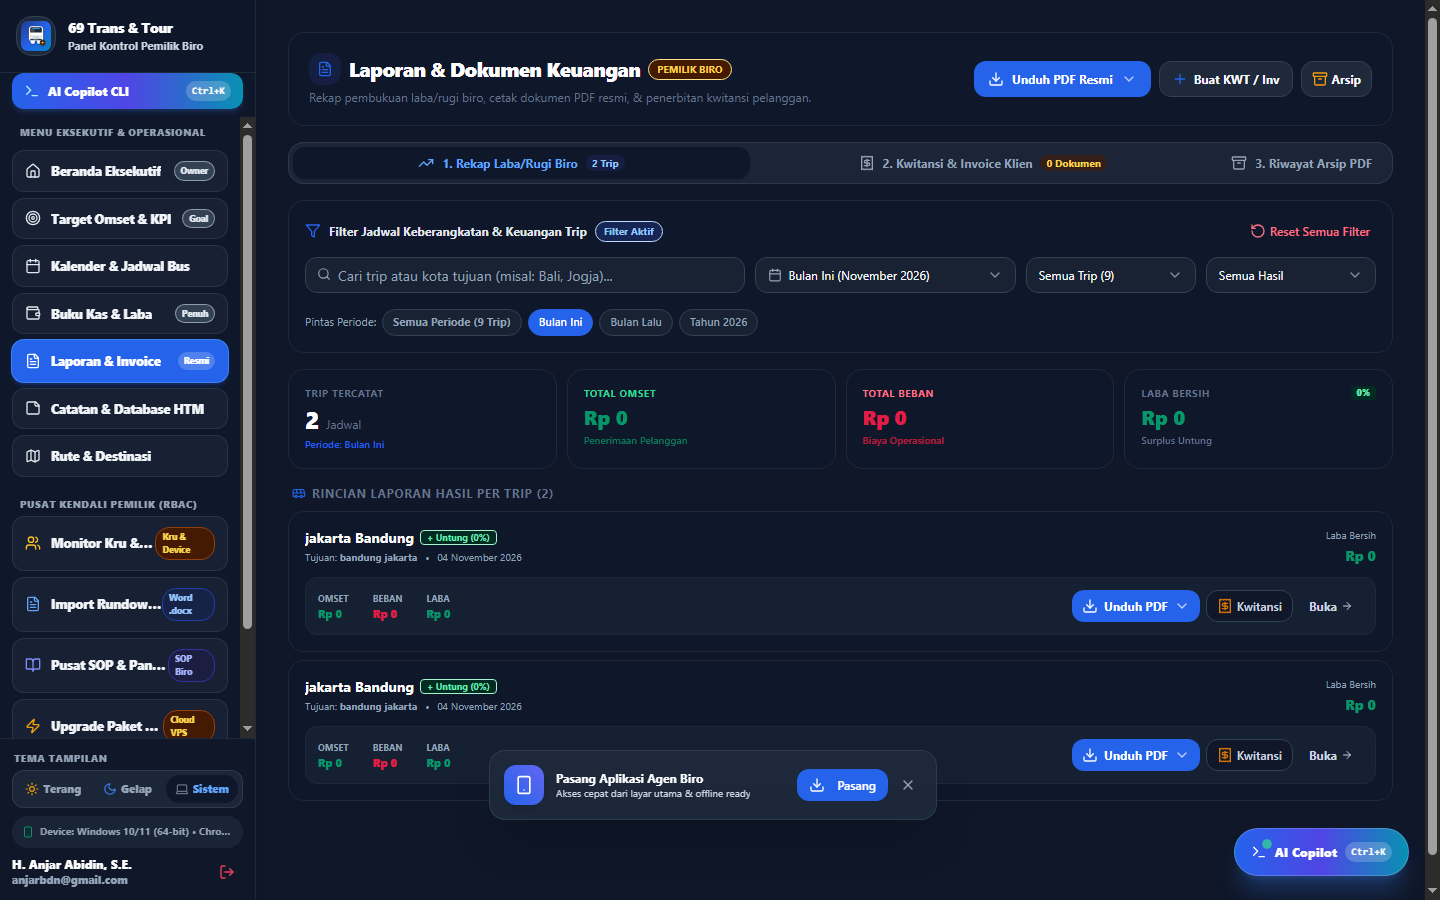 69 Trans & Tour
Panel Kontrol Pemilik Biro
AI Copilot CLI Ctrl+K
MENU EKSEKUTIF & OPERASIONAL
Beranda Eksekutif Owner
Target Omset & KPI Goal
Kalender & Jadwal Bus
Buku Kas & Laba Penuh
Laporan & Invoice Resmi
Catatan & Database HTM
Rute & Destinasi
PUSAT KENDALI PEMILIK (RBAC)
Monitor Kru &... Kru & Device
Import Rundow... Word .docx
Pusat SOP & Pan... SOP Biro
Upgrade Paket ... Cloud VPS
TEMA TAMPILAN
Terang Gelap Sistem
Device: Windows 10/11 (64-bit) • Chro...
H. Anjar Abidin, S.E.
anjarbdn@gmail.com
Laporan & Dokumen Keuangan PEMILIK BIRO
Rekap pembukuan laba/rugi biro, cetak dokumen PDF resmi, & penerbitan kwitansi pelanggan.
Unduh PDF Resmi + Buat KWT / Inv Arsip
1. Rekap Laba/Rugi Biro 2 Trip 2. Kwitansi & Invoice Klien 0 Dokumen 3. Riwayat Arsip PDF
Filter Jadwal Keberangkatan & Keuangan Trip Filter Aktif Reset Semua Filter
Cari trip atau kota tujuan (misal: Bali, Jogja)... Bulan Ini (November 2026) Semua Trip (9) Semua Hasil
Pintas Periode: Semua Periode (9 Trip) Bulan Ini Bulan Lalu Tahun 2026
TRIP TERCATAT
2 Jadwal
Periode: Bulan Ini
TOTAL OMSET
Rp 0
Penerimaan Pelanggan
TOTAL BEBAN
Rp 0
Biaya Operasional
LABA BERSIH 0%
Rp 0
Surplus Untung
RINCIAN LAPORAN HASIL PER TRIP (2)
jakarta Bandung + Untung (0%)
Tujuan: bandung jakarta • 04 November 2026
Laba Bersih
Rp 0
OMSET BEBAN LABA
Rp 0 Rp 0 Rp 0
Unduh PDF Kwitansi Buka →
jakarta Bandung + Untung (0%)
Tujuan: bandung jakarta • 04 November 2026
Laba Bersih
Rp 0
OMSET BEBAN LABA
Rp 0 Rp 0 Rp 0
Unduh PDF Kwitansi Buka →
Pasang Aplikasi Agen Biro
Akses cepat dari layar utama & offline ready
Pasang
AI Copilot Ctrl+K